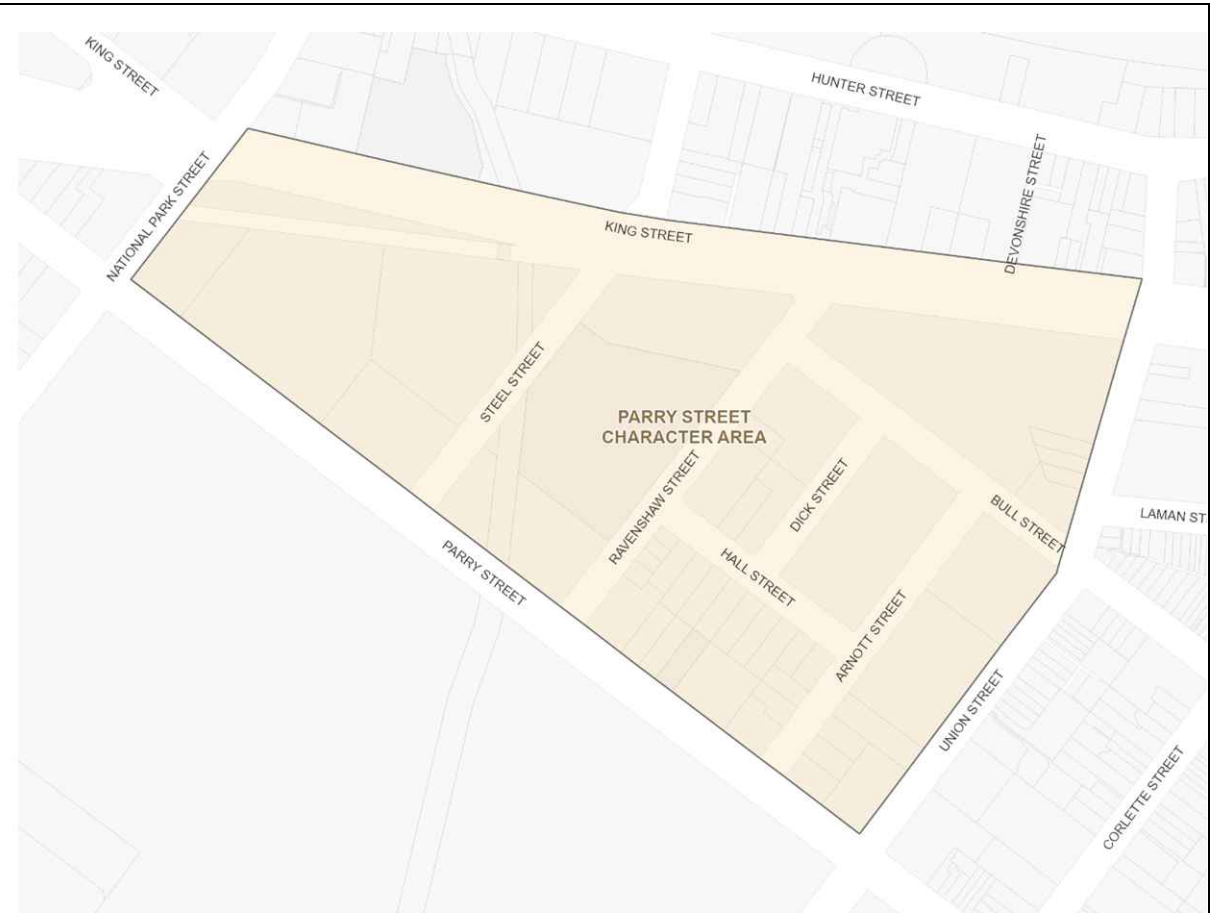 KING STREET
HUNTER STREET
DEVONSHIRE STREET
NATIONAL PARK STREET
KING STREET
STEEL STREET
PARRY STREET
CHARACTER AREA
RAVENSHAW STREET
DICK STREET
BULL STREET
LAMAN ST
HALL STREET
PARRY STREET
ARNOTT STREET
UNION STREET
CORLETTE STREET